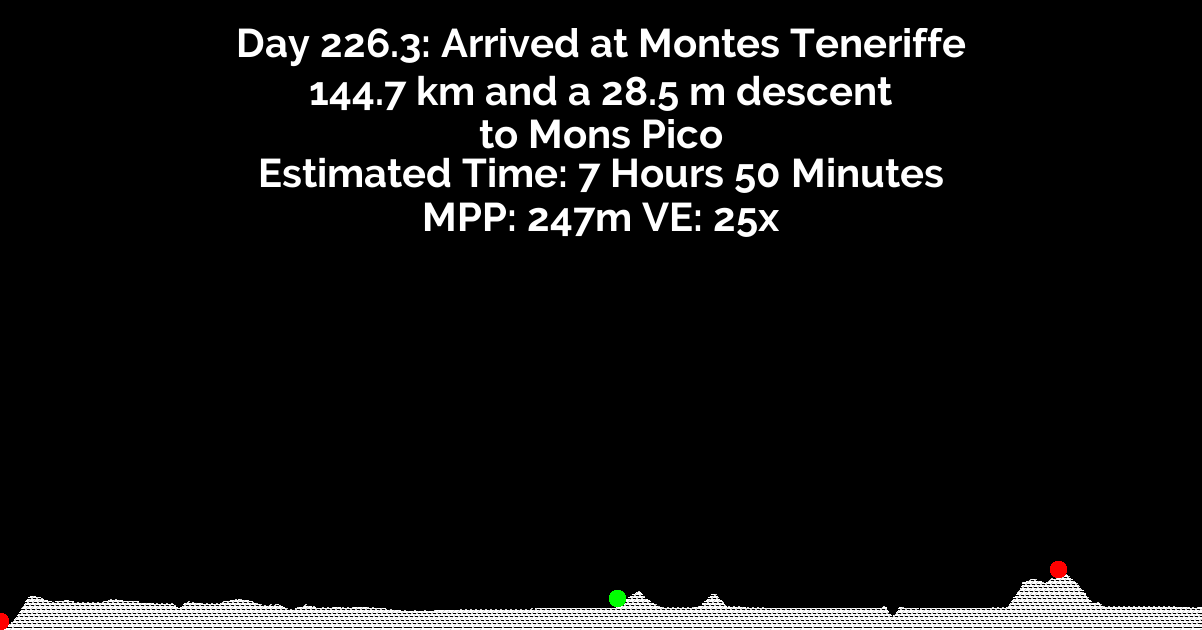 Day 226.3: Arrived at Montes Teneriffe
144.7 km and a 28.5 m descent
to Mons Pico
Estimated Time: 7 Hours 50 Minutes
MPP: 247m VE: 25x